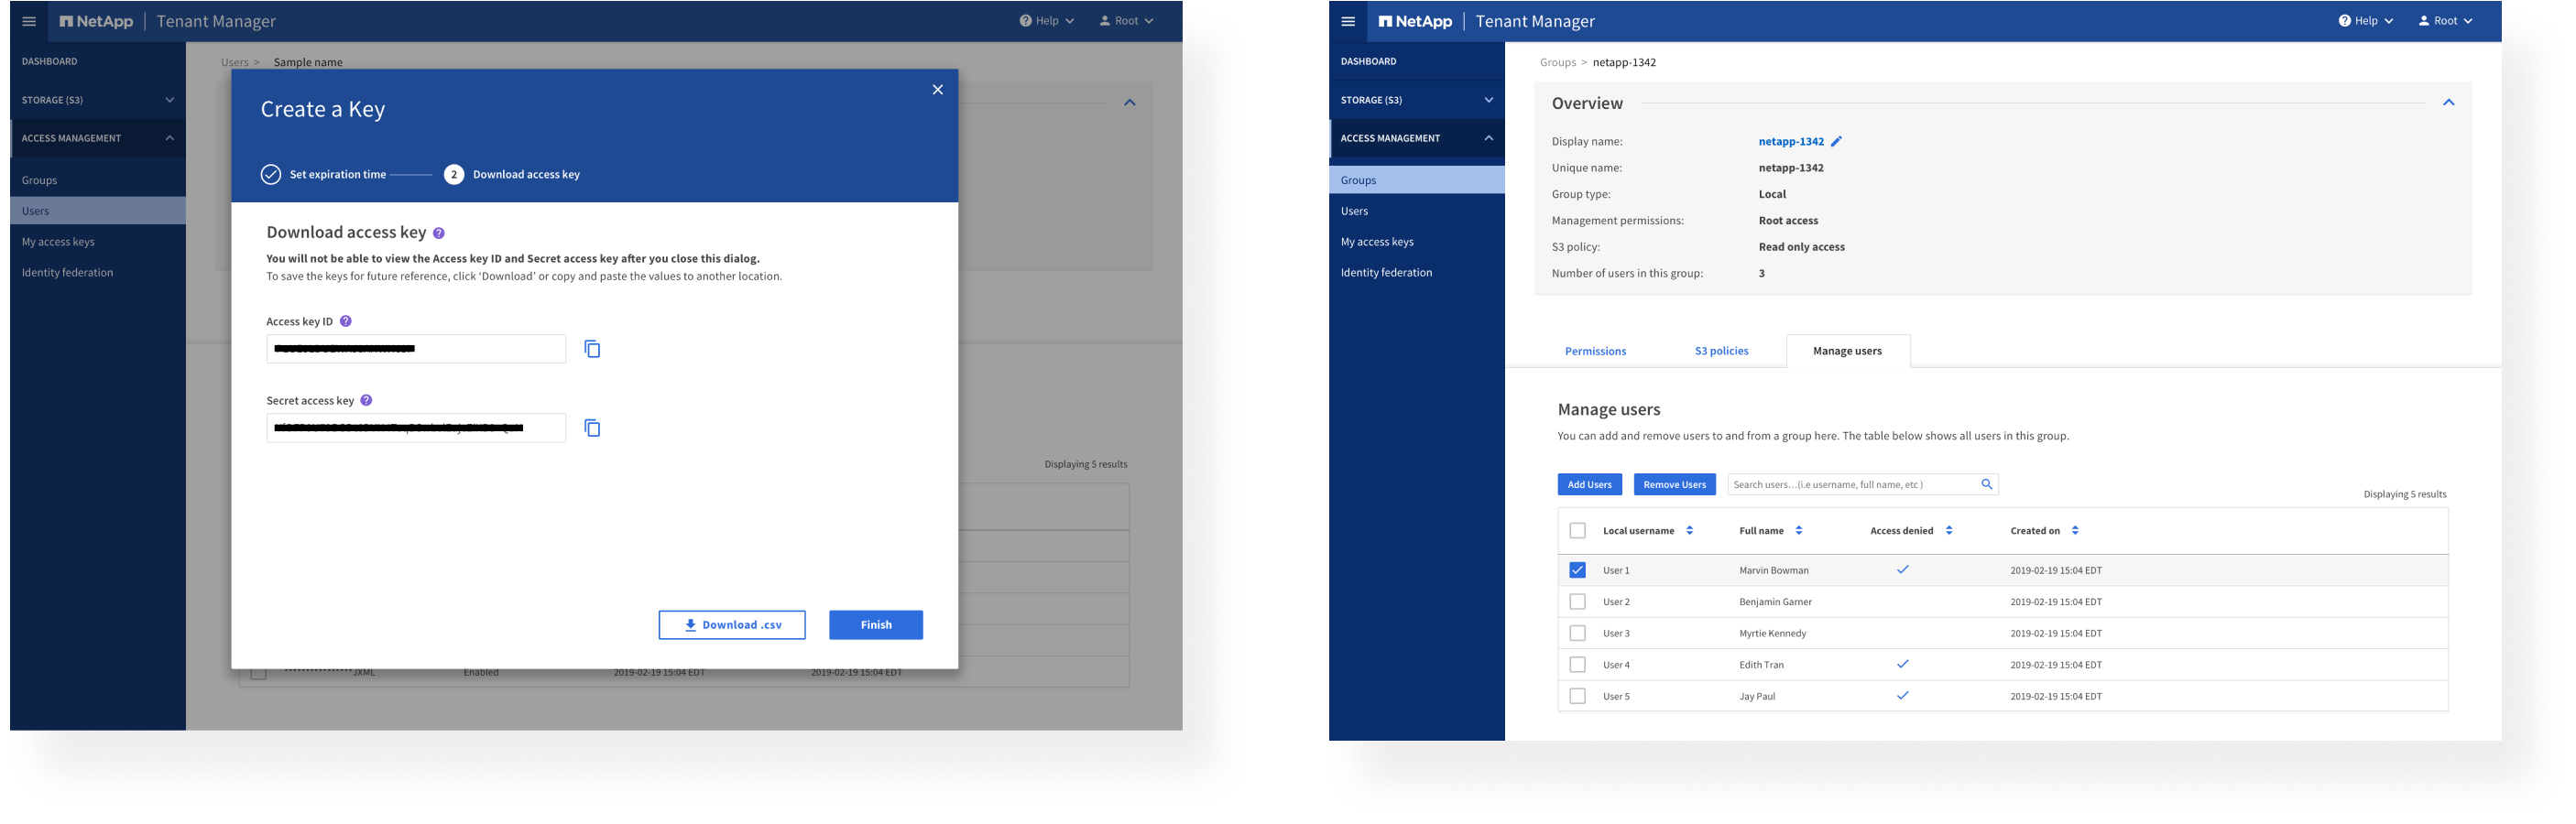 NetApp | Tenant Manager
Help
Root
DASHBOARD
STORAGE (S3)
ACCESS MANAGEMENT
Groups
Users
My access keys
Identity federation
Users > Sample name
Create a Key
Set expiration time
2 Download access key
Download access key ?
You will not be able to view the Access key ID and Secret access key after you close this dialog.
To save the keys for future reference, click ‘Download’ or copy and paste the values to another location.
Access key ID ?
Secret access key ?
Download .csv
Finish
Displaying 5 results
JXML Enabled 2019-02-19 15:04 EDT 2019-02-19 15:04 EDT
NetApp | Tenant Manager
Help
Root
DASHBOARD
STORAGE (S3)
ACCESS MANAGEMENT
Groups
Users
My access keys
Identity federation
Groups > netapp-1342
Overview
Display name: netapp-1342
Unique name: netapp-1342
Group type: Local
Management permissions: Root access
S3 policy: Read only access
Number of users in this group: 3
Permissions
S3 policies
Manage users
Manage users
You can add and remove users to and from a group here. The table below shows all users in this group.
Add Users
Remove Users
Search users...(i.e username, full name, etc )
Displaying 5 results
Local username Full name Access denied Created on
User 1 Marvin Bowman 2019-02-19 15:04 EDT
User 2 Benjamin Garner 2019-02-19 15:04 EDT
User 3 Myrtie Kennedy 2019-02-19 15:04 EDT
User 4 Edith Tran 2019-02-19 15:04 EDT
User 5 Jay Paul 2019-02-19 15:04 EDT